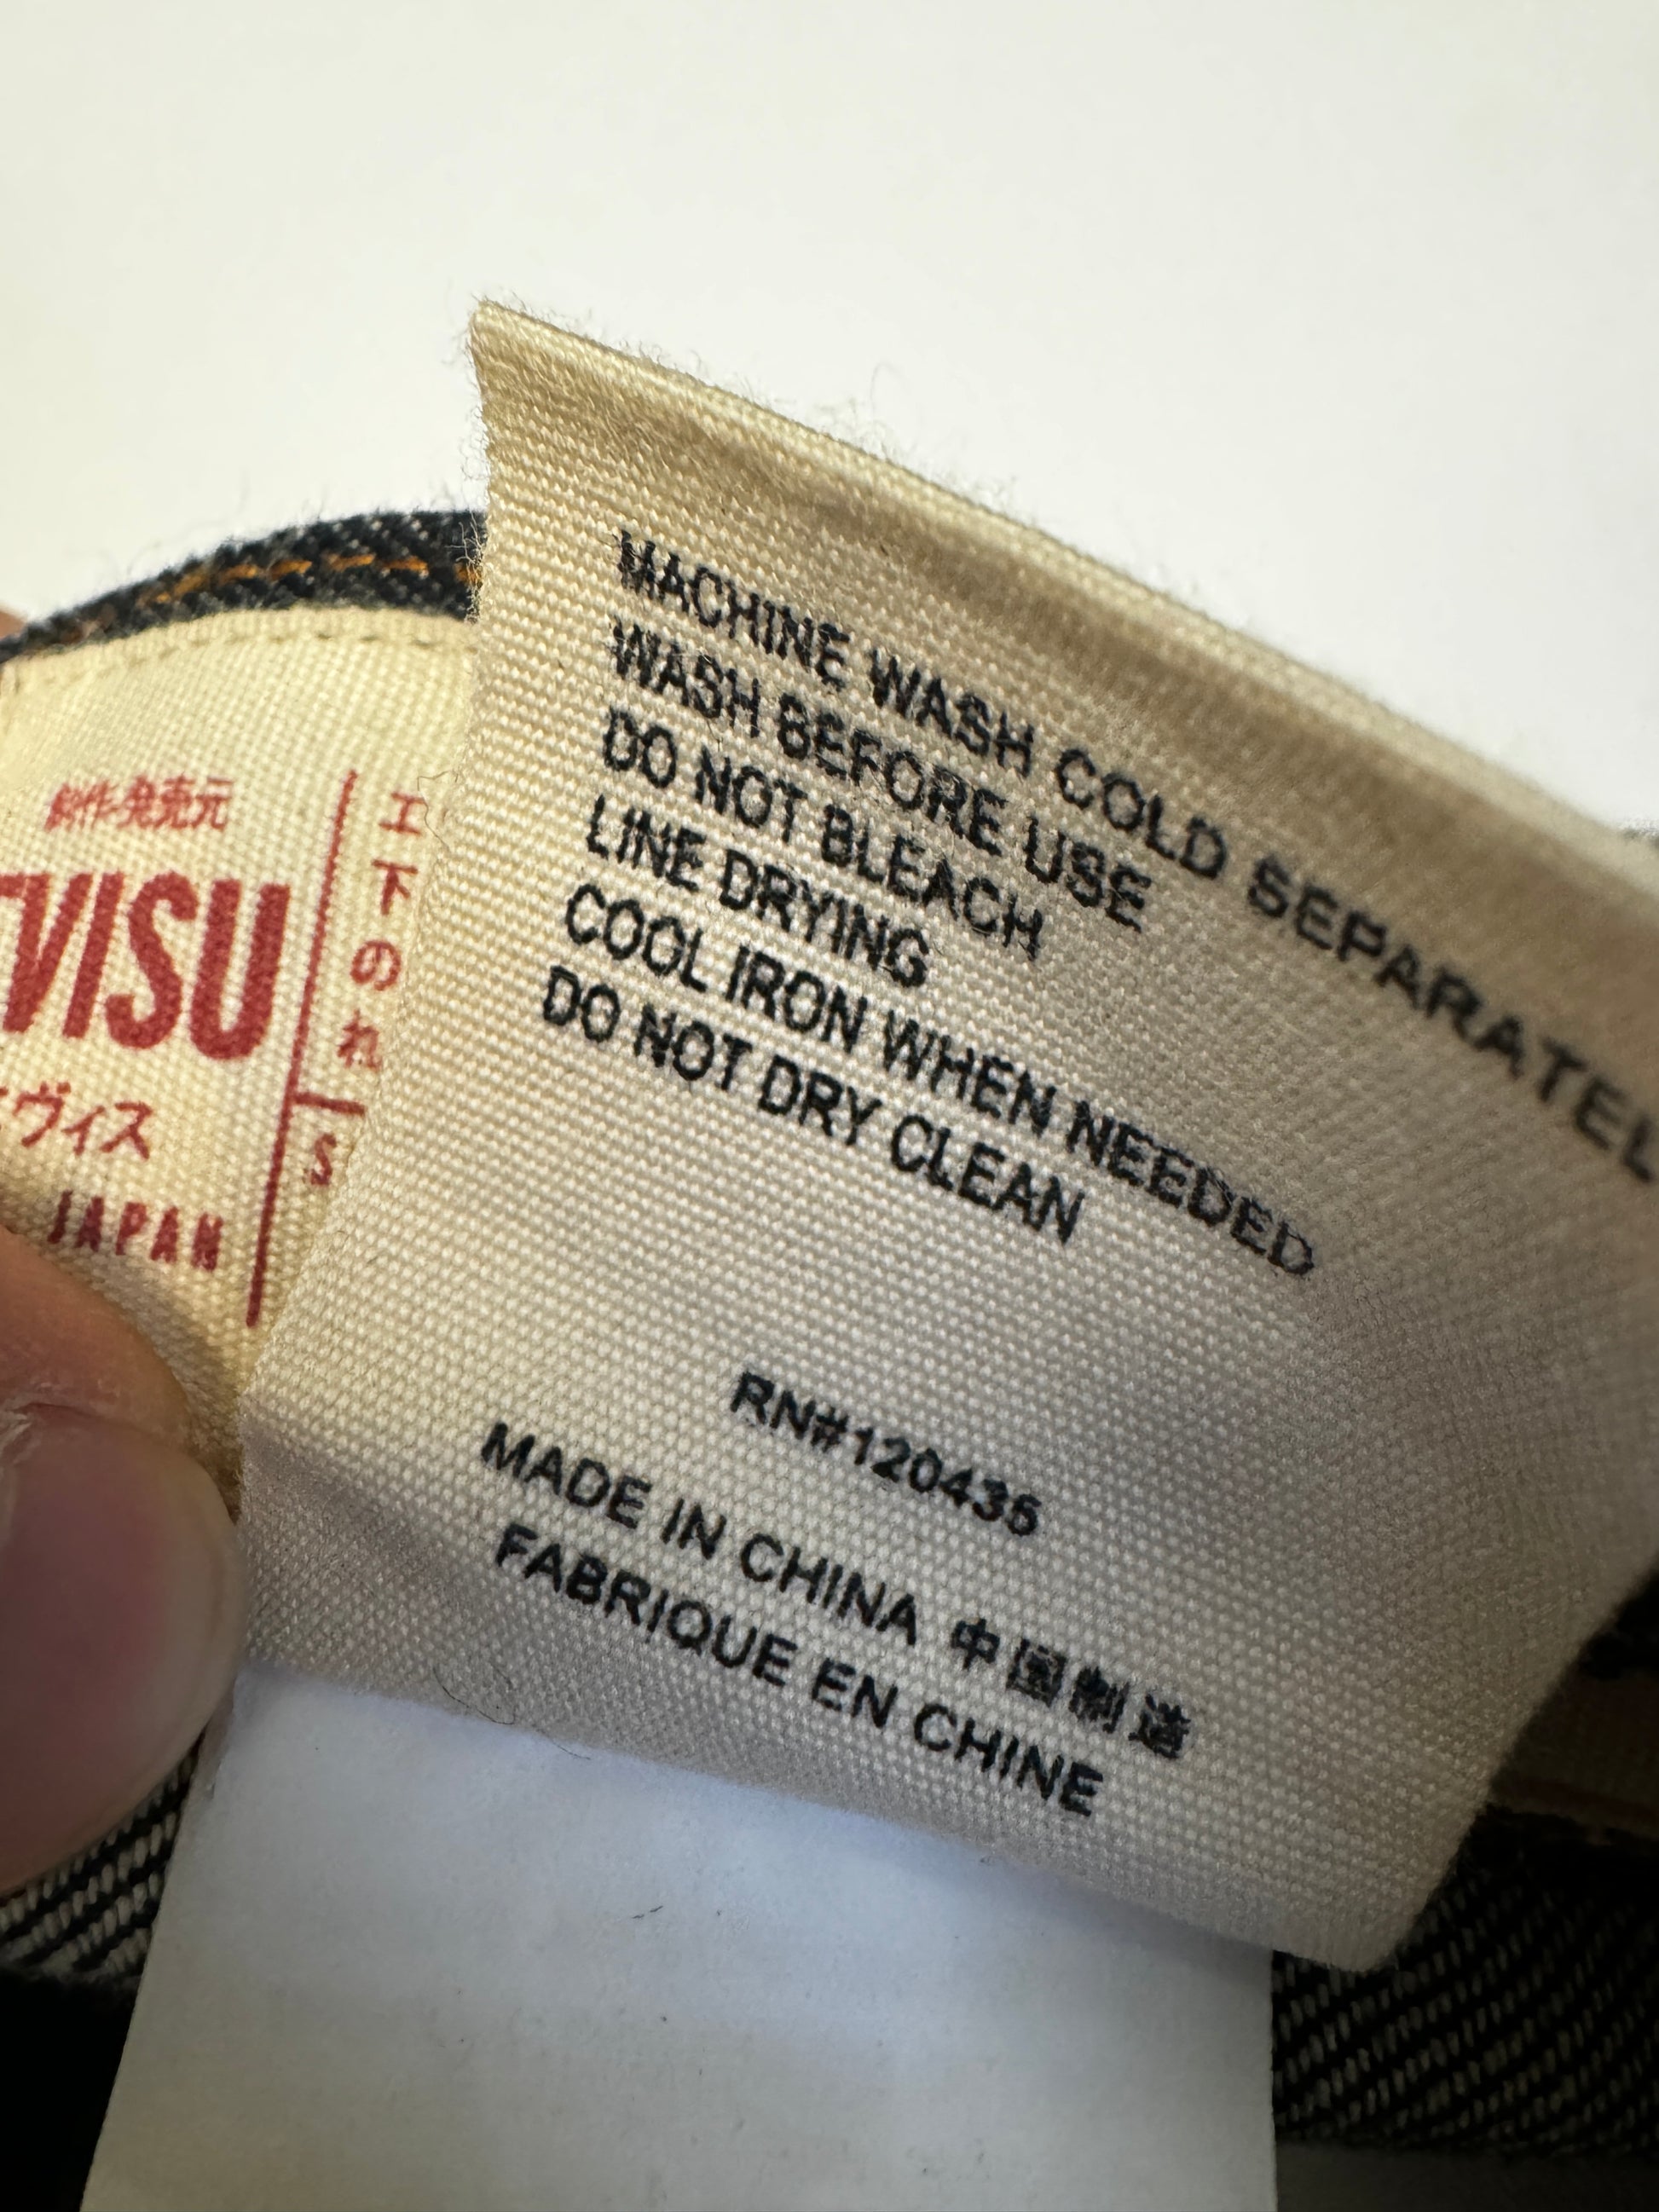 製作発売元
EVISU
ヴィス
JAPAN
工
下
の
れ
S
MACHINE WASH COLD SEPARATEL
WASH BEFORE USE
DO NOT BLEACH
LINE DRYING
COOL IRON WHEN NEEDED
DO NOT DRY CLEAN
RN#120435
MADE IN CHINA 中国制造
FABRIQUE EN CHINE